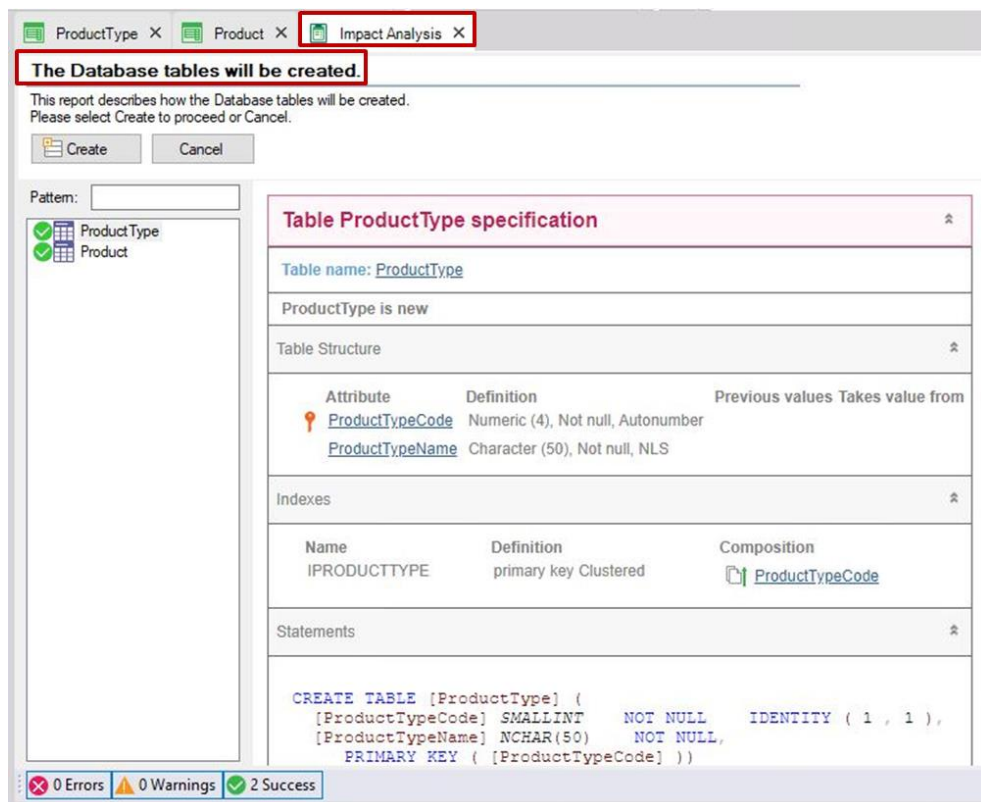 ProductType X Product X Impact Analysis X
The Database tables will be created.
This report describes how the Database tables will be created.
Please select Create to proceed or Cancel.
Create Cancel
Pattern:
ProductType
Product
Table ProductType specification
Table name: ProductType
ProductType is new
Table Structure
Attribute Definition Previous values Takes value from
ProductTypeCode Numeric (4), Not null, Autonumber
ProductTypeName Character (50), Not null, NLS
Indexes
Name Definition Composition
IPRODUCTTYPE primary key Clustered ProductTypeCode
Statements
CREATE TABLE [ProductType] (
[ProductTypeCode] SMALLINT NOT NULL IDENTITY ( 1 , 1 ),
[ProductTypeName] NCHAR(50) NOT NULL,
PRIMARY KEY ( [ProductTypeCode] ))
0 Errors 0 Warnings 2 Success